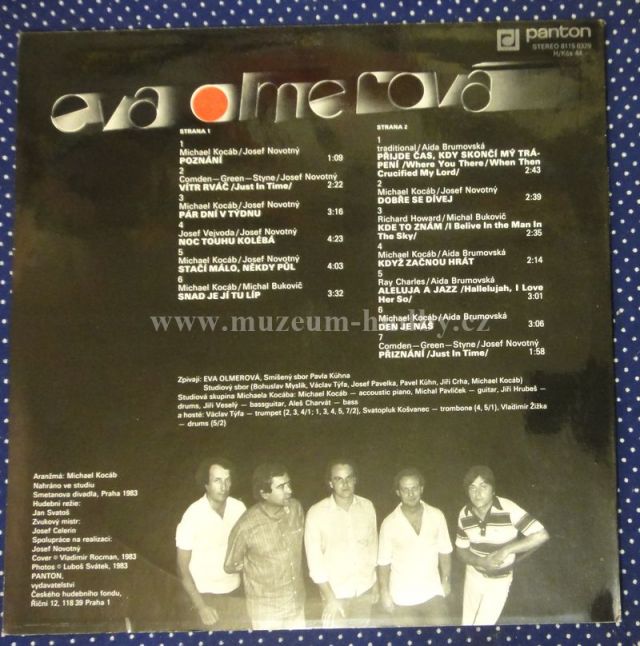 panton
STEREO 8115 0329
H/Kčs 44.–
eva olmerová
STRANA 1
1
Michael Kocáb/Josef Novotný
POZNÁNÍ 1:09
2
Comden—Green—Styne/Josef Novotný
VÍTR RVÁČ /Just In Time/ 2:22
3
Michael Kocáb/Josef Novotný
PÁR DNÍ V TÝDNU 3:16
4
Josef Vejvoda/Josef Novotný
NOC TOUHU KOLÉBÁ 4:23
5
Michael Kocáb/Josef Novotný
STAČÍ MÁLO, NĚKDY PŮL 4:03
6
Michael Kocáb/Michal Bukovič
SNAD JE JÍ TU LÍP 3:32
STRANA 2
1
traditional/Aida Brumovská
PŘIJDE ČAS, KDY SKONČÍ MÝ TRÁ-
PENÍ /Where You There/When Then
Crucified My Lord/ 2:43
2
Michael Kocáb/Josef Novotný
DOBŘE SE DÍVEJ 2:39
3
Richard Howard/Michal Bukovič
KDE TO ZNÁM /I Belive In the Man In
The Sky/ 2:35
4
Michael Kocáb/Aida Brumovská
KDYŽ ZAČNOU HRÁT 2:14
5
Ray Charles/Aida Brumovská
ALELUJA A JAZZ /Hallelujah, I Love
Her So/ 3:01
6
Michael Kocáb/Aida Brumovská
DEN JE NÁŠ 3:06
7
Comden—Green—Styne/Josef Novotný
PŘIZNÁNÍ /Just In Time/ 1:58
www.muzeum-hudby.cz
Zpívají: EVA OLMEROVÁ, Smíšený sbor Pavla Kühna
Studiový sbor (Bohuslav Myslík, Václav Týfa, Josef Pavelka, Pavel Kühn, Jiří Crha, Michael Kocáb)
Studiová skupina Michaela Kocába: Michael Kocáb — accoustic piano, Michal Pavlíček — guitar, Jiří Hrubeš —
drums, Jiří Veselý — bassguitar, Aleš Charvát — bass
a hosté: Václav Týfa — trumpet (2, 3, 4/1; 1, 3, 4, 5, 7/2), Svatopluk Košvanec — trombone (4, 5/1), Vladimír Žižka
— drums (5/2)
Aranžmá: Michael Kocáb
Nahráno ve studiu
Smetanova divadla, Praha 1983
Hudební režie:
Jan Svatoš
Zvukový mistr:
Josef Celerin
Spolupráce na realizaci:
Josef Novotný
Cover © Vladimír Rocman, 1983
Photos © Luboš Svátek, 1983
PANTON,
vydavatelství
Českého hudebního fondu,
Říční 12, 118 39 Praha 1